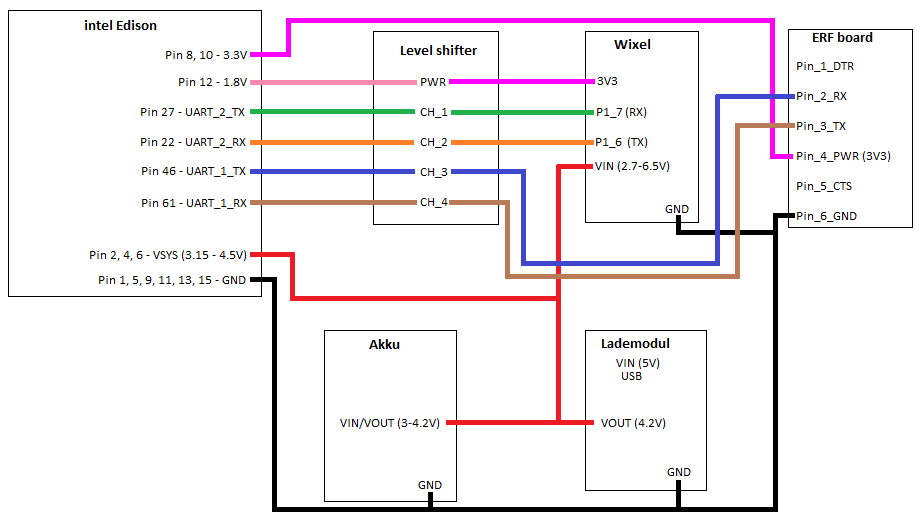 intel Edison
Pin 8, 10 - 3.3V
Pin 12 - 1.8V
Pin 27 - UART_2_TX
Pin 22 - UART_2_RX
Pin 46 - UART_1_TX
Pin 61 - UART_1_RX
Pin 2, 4, 6 - VSYS (3.15 - 4.5V)
Pin 1, 5, 9, 11, 13, 15 - GND
Level shifter
PWR
CH_1
CH_2
CH_3
CH_4
Wixel
3V3
P1_7 (RX)
P1_6 (TX)
VIN (2.7-6.5V)
GND
ERF board
Pin_1_DTR
Pin_2_RX
Pin_3_TX
Pin_4_PWR (3V3)
Pin_5_CTS
Pin_6_GND
Akku
VIN/VOUT (3-4.2V)
GND
Lademodul
VIN (5V)
USB
VOUT (4.2V)
GND